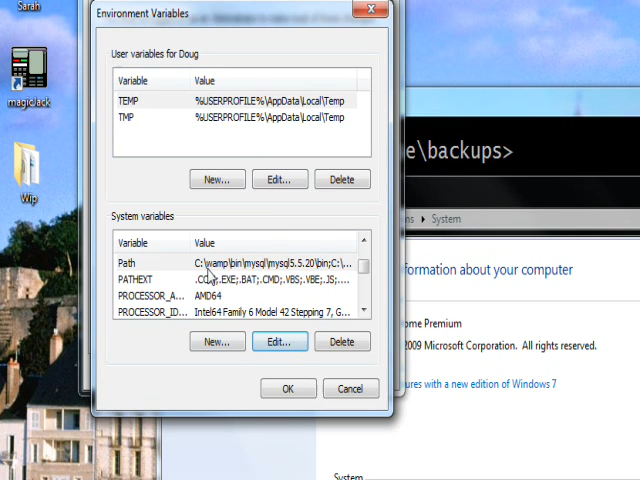 Sarah
magicJack
Wip
Environment Variables
User variables for Doug
Variable Value
TEMP %USERPROFILE%\AppData\Local\Temp
TMP %USERPROFILE%\AppData\Local\Temp
New... Edit... Delete
System variables
Variable Value
Path C:\wamp\bin\mysql\mysql5.5.20\bin;C:\...
PATHEXT .COM;.EXE;.BAT;.CMD;.VBS;.VBE;.JS;....
PROCESSOR_A... AMD64
PROCESSOR_ID... Intel64 Family 6 Model 42 Stepping 7, G...
New... Edit... Delete
OK Cancel
e\backups>
ms System
formation about your computer
ome Premium
2009 Microsoft Corporation. All rights reserved.
ures with a new edition of Windows 7
System